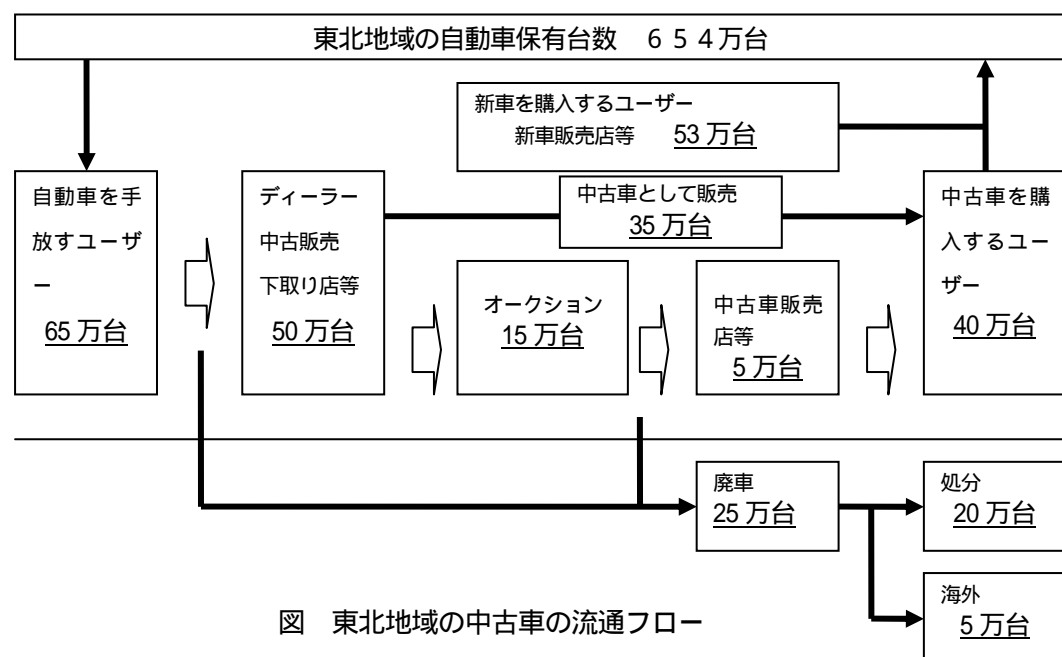 東北地域の自動車保有台数　６５４万台
新車を購入するユーザー
新車販売店等　53 万台
自動車を手
放すユーザ
ー
65 万台
ディーラー
中古販売
下取り店等
50 万台
中古車として販売
35 万台
オークション
15 万台
中古車販売
店等
5 万台
中古車を購
入するユー
ザー
40 万台
廃車
25 万台
処分
20 万台
海外
5 万台
図　東北地域の中古車の流通フロー